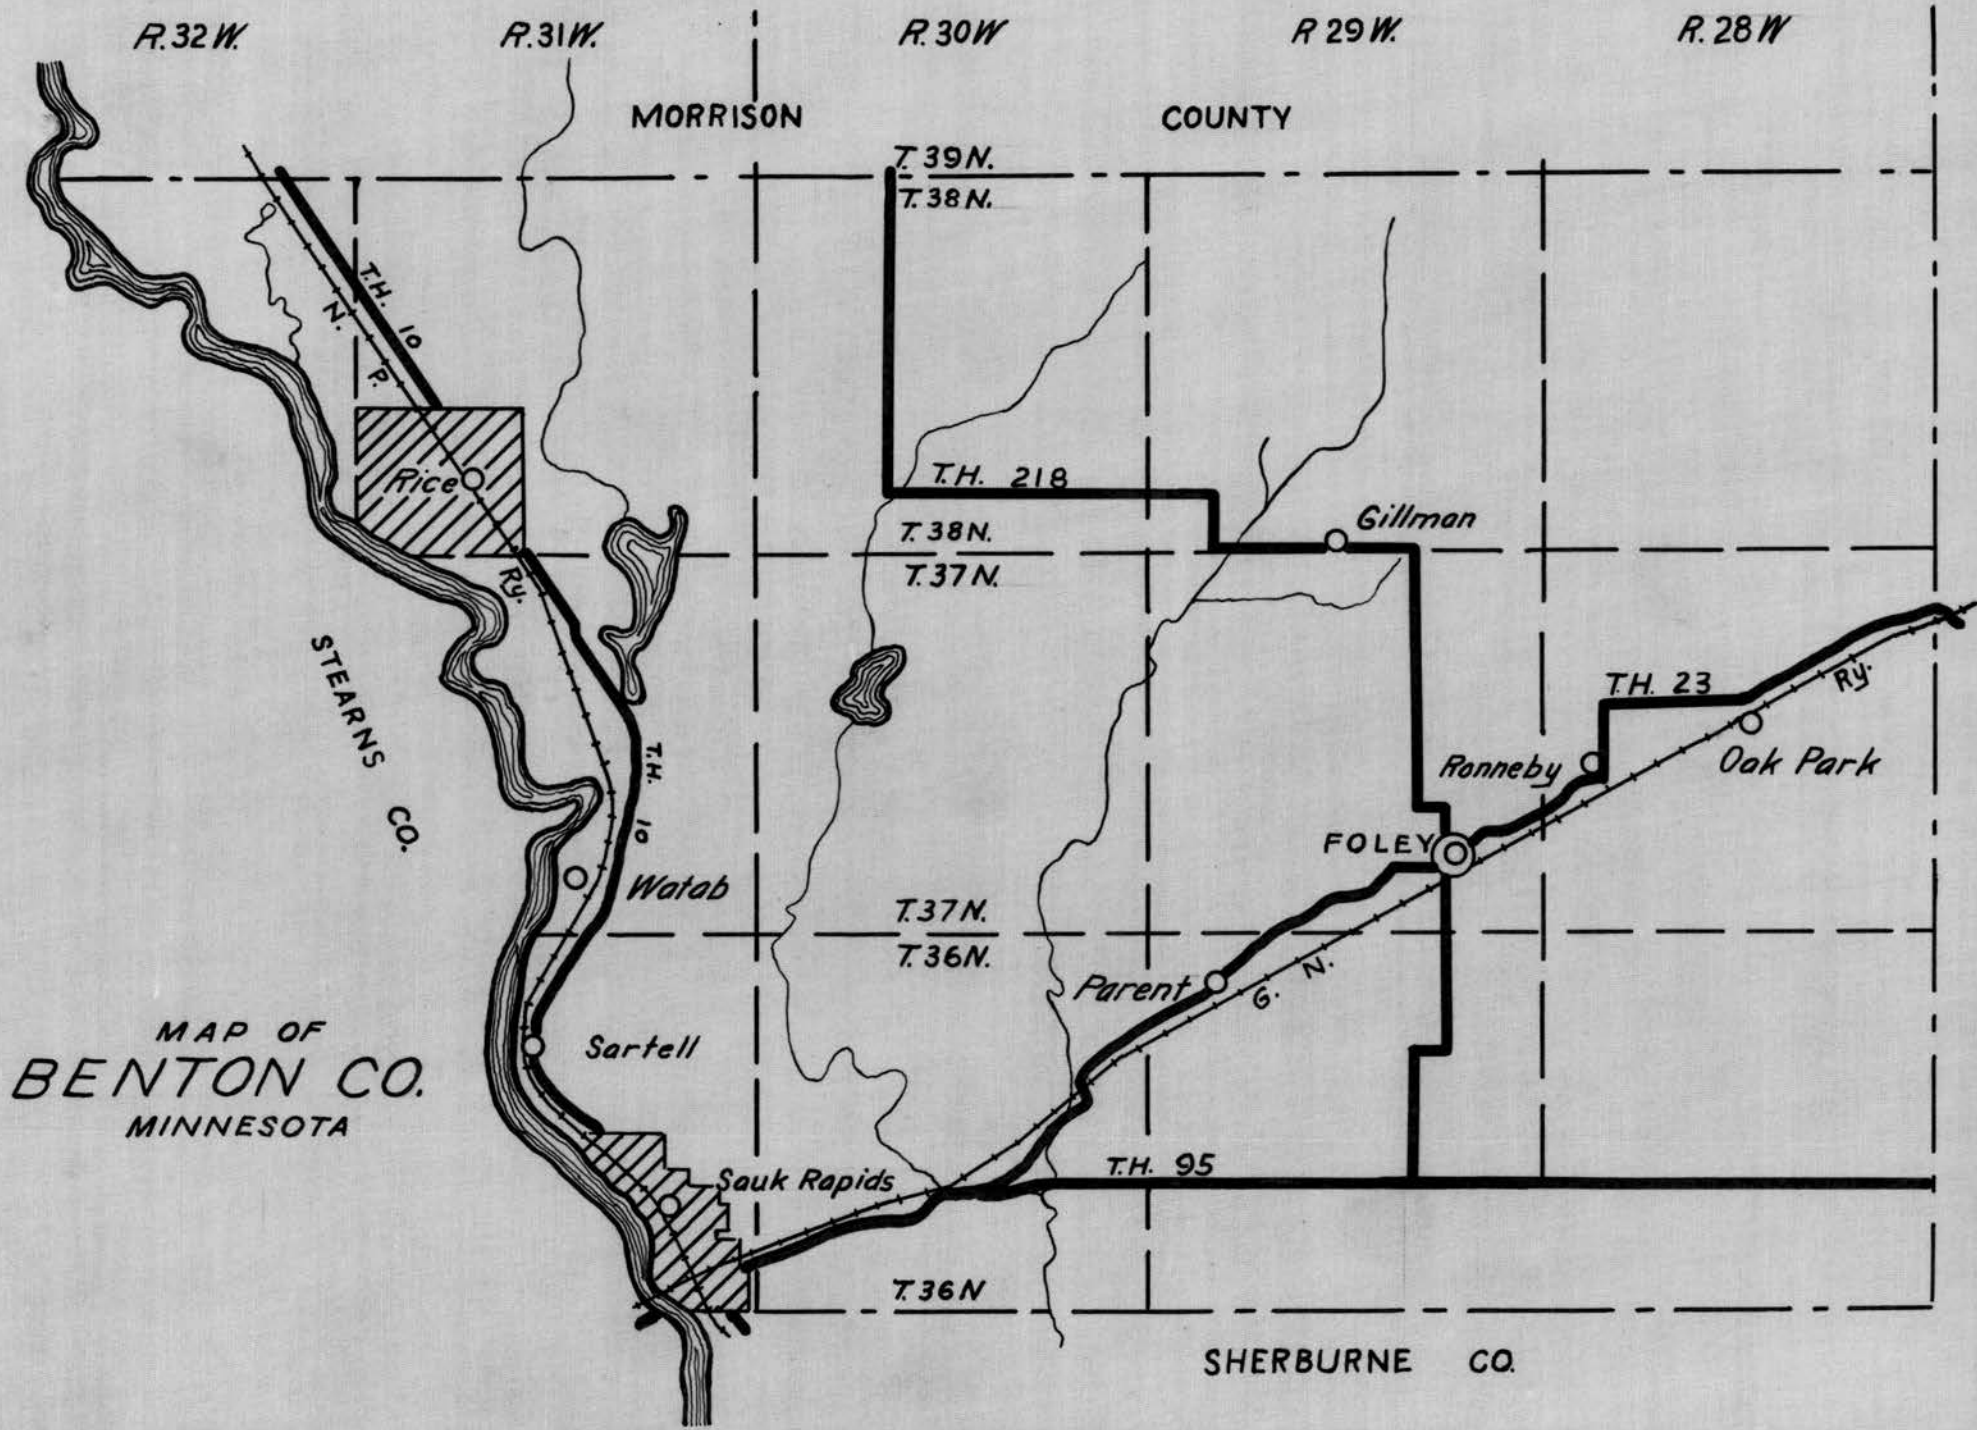 R.32W. R.31W. R.30W R 29W. R.28W
MORRISON COUNTY
T.39N.
T.38N.
T.H. 10
N. P. Ry.
Rice
T.H. 218
Gillman
T.38N.
T.37N.
STEARNS CO.
T.H. 23
Ry.
Ronneby
Oak Park
T.H. 10
FOLEY
Watab
T.37N.
T.36N.
Parent
G. N.
MAP OF
BENTON CO.
MINNESOTA
Sartell
Sauk Rapids
T.H. 95
T.36N
SHERBURNE CO.